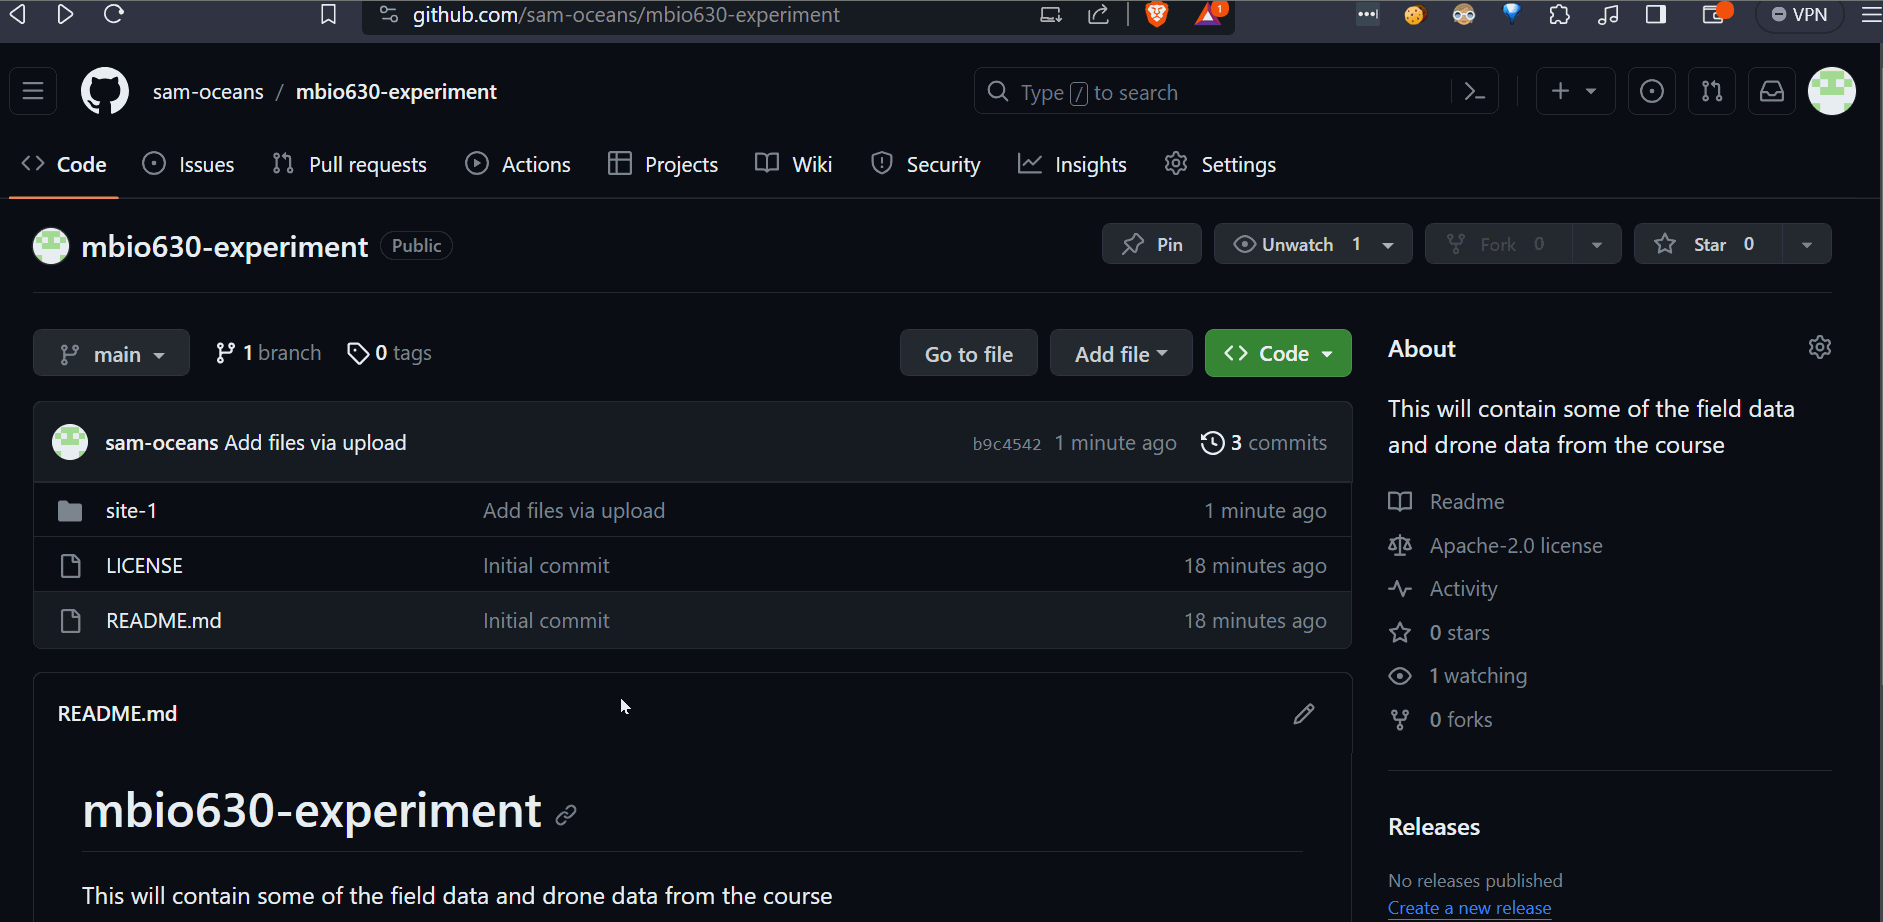 github.com/sam-oceans/mbio630-experiment
1
VPN
sam-oceans / mbio630-experiment
Type / to search
Code Issues Pull requests Actions Projects Wiki Security Insights Settings
mbio630-experiment Public
Pin Unwatch 1 Fork 0 Star 0
main 1 branch 0 tags Go to file Add file Code
sam-oceans Add files via upload b9c4542 1 minute ago 3 commits
site-1 Add files via upload 1 minute ago
LICENSE Initial commit 18 minutes ago
README.md Initial commit 18 minutes ago
README.md
mbio630-experiment
This will contain some of the field data and drone data from the course
About
This will contain some of the field data
and drone data from the course
Readme
Apache-2.0 license
Activity
0 stars
1 watching
0 forks
Releases
No releases published
Create a new release